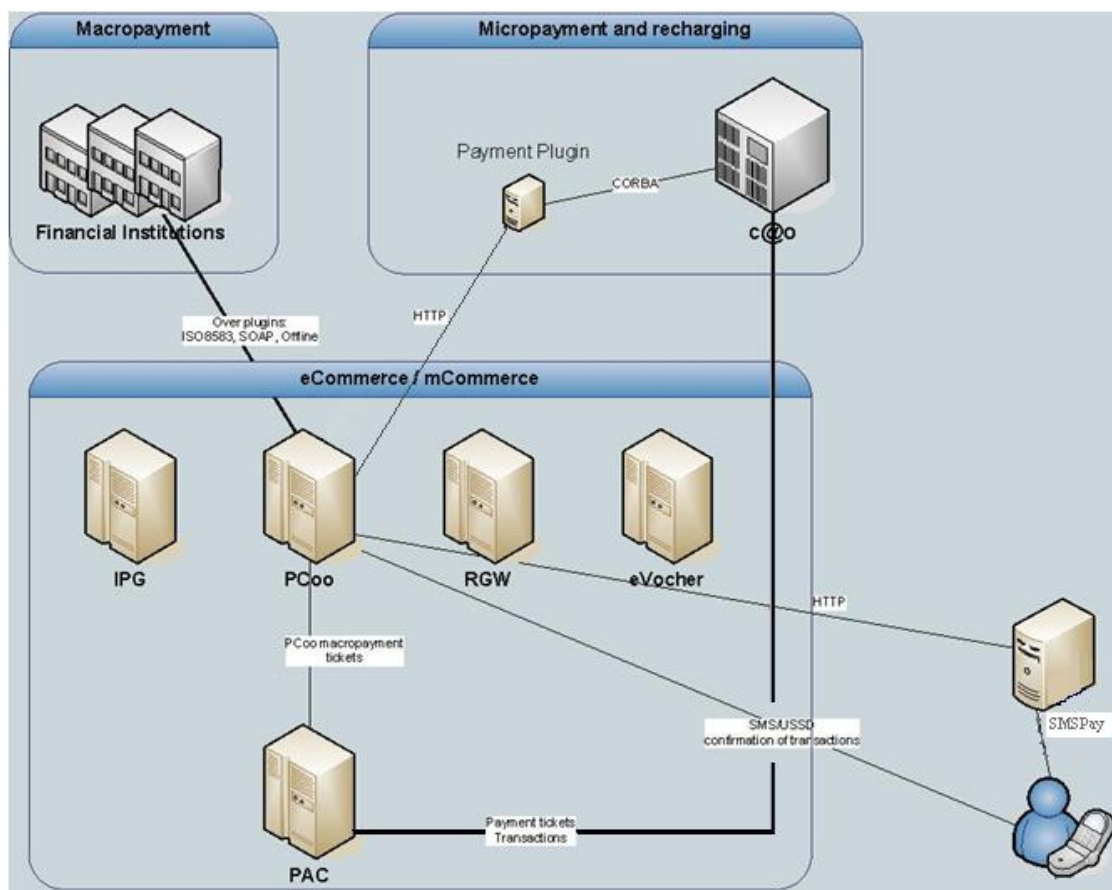 Macropayment
Micropayment and recharging
Payment Plugin
CORBA
Financial Institutions
c@o
HTTP
Over plugins:
ISO8583, SOAP, Offline
eCommerce / mCommerce
IPG
PCoo
RGW
eVocher
HTTP
PCoo macropayment
tickets
SMSPay
SMS/USSD
confirmation of transactions
Payment tickets
Transactions
PAC